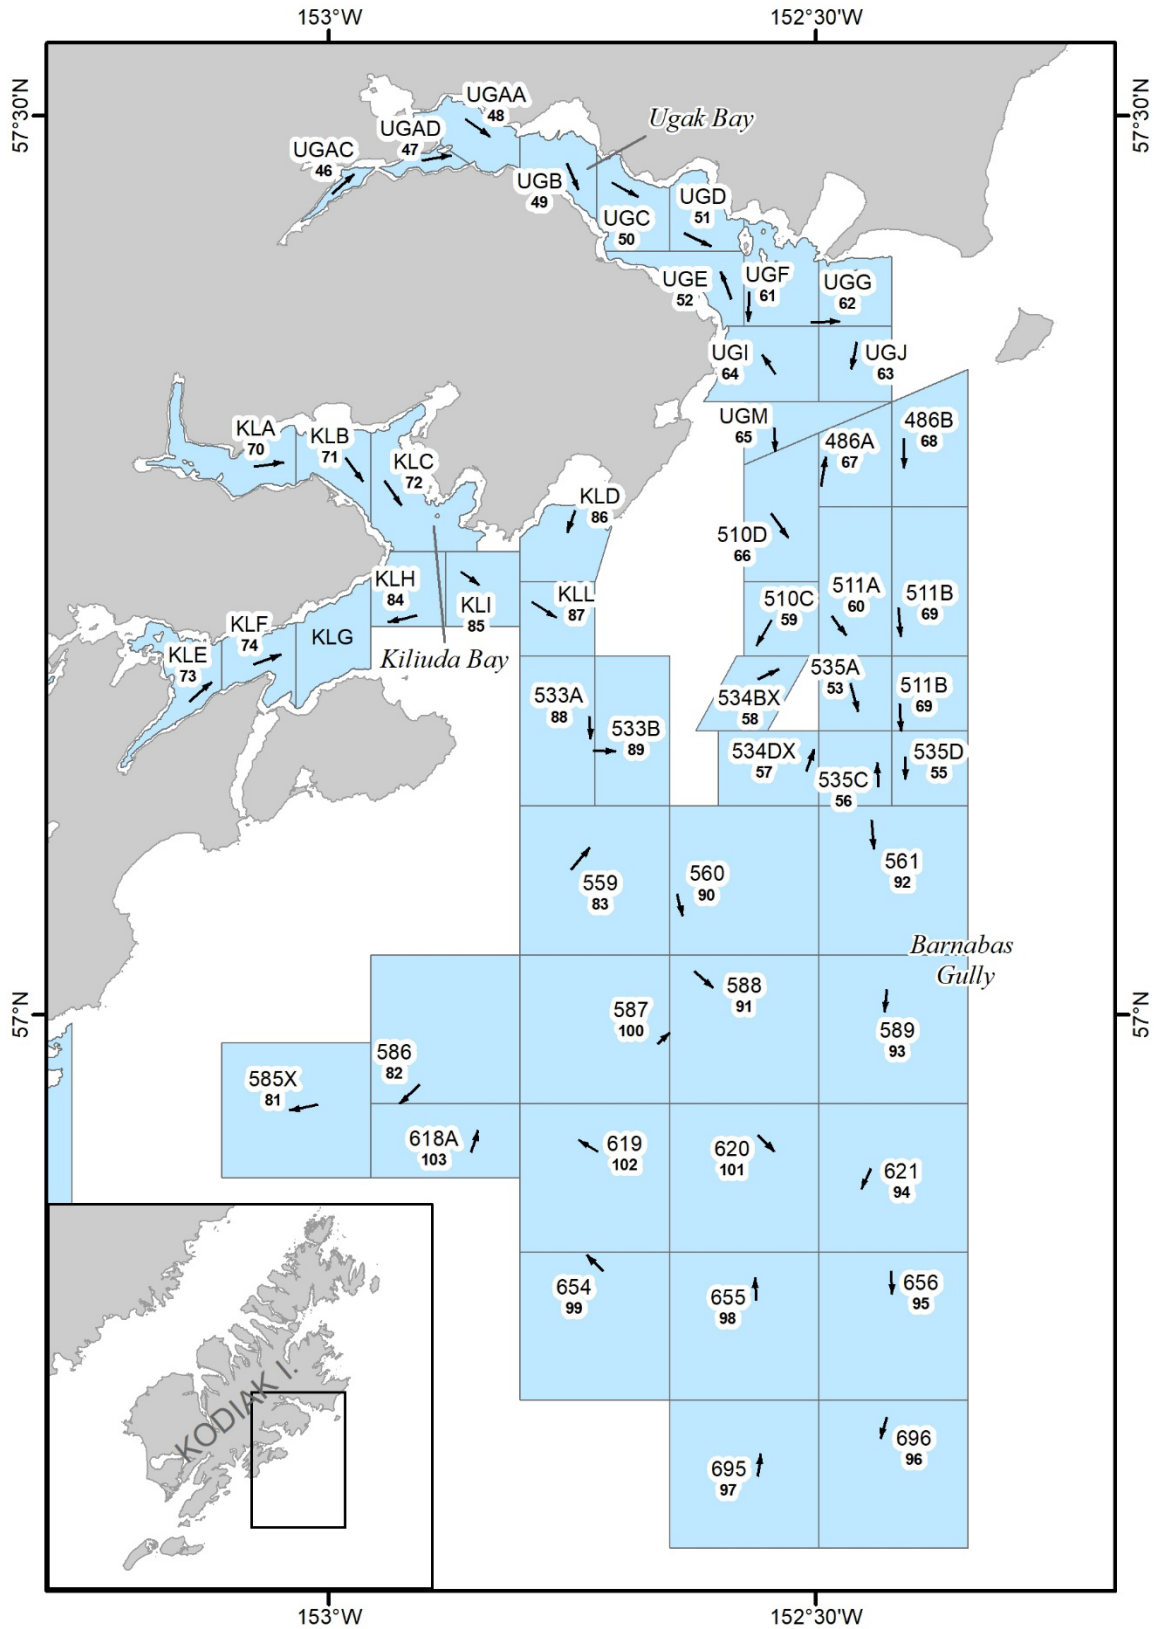 153°W
152°30'W
57°30'N
57°30'N
UGAA
48
UGAD
47
Ugak Bay
UGAC
46
UGB
49
UGC
50
UGD
51
UGE
52
UGF
61
UGG
62
UGI
64
UGJ
63
UGM
65
486B
68
486A
67
KLA
70
KLB
71
KLC
72
KLD
86
510D
66
KLH
84
KLI
85
KLL
87
510C
59
511A
60
511B
69
KLF
74
KLG
KLE
73
Kiliuda Bay
535A
53
511B
69
534BX
58
533A
88
533B
89
534DX
57
535C
56
535D
55
559
83
560
90
561
92
Barnabas
Gully
588
91
587
100
589
93
57°N
57°N
586
82
585X
81
618A
103
619
102
620
101
621
94
654
99
655
98
656
95
KODIAK I.
695
97
696
96
153°W
152°30'W